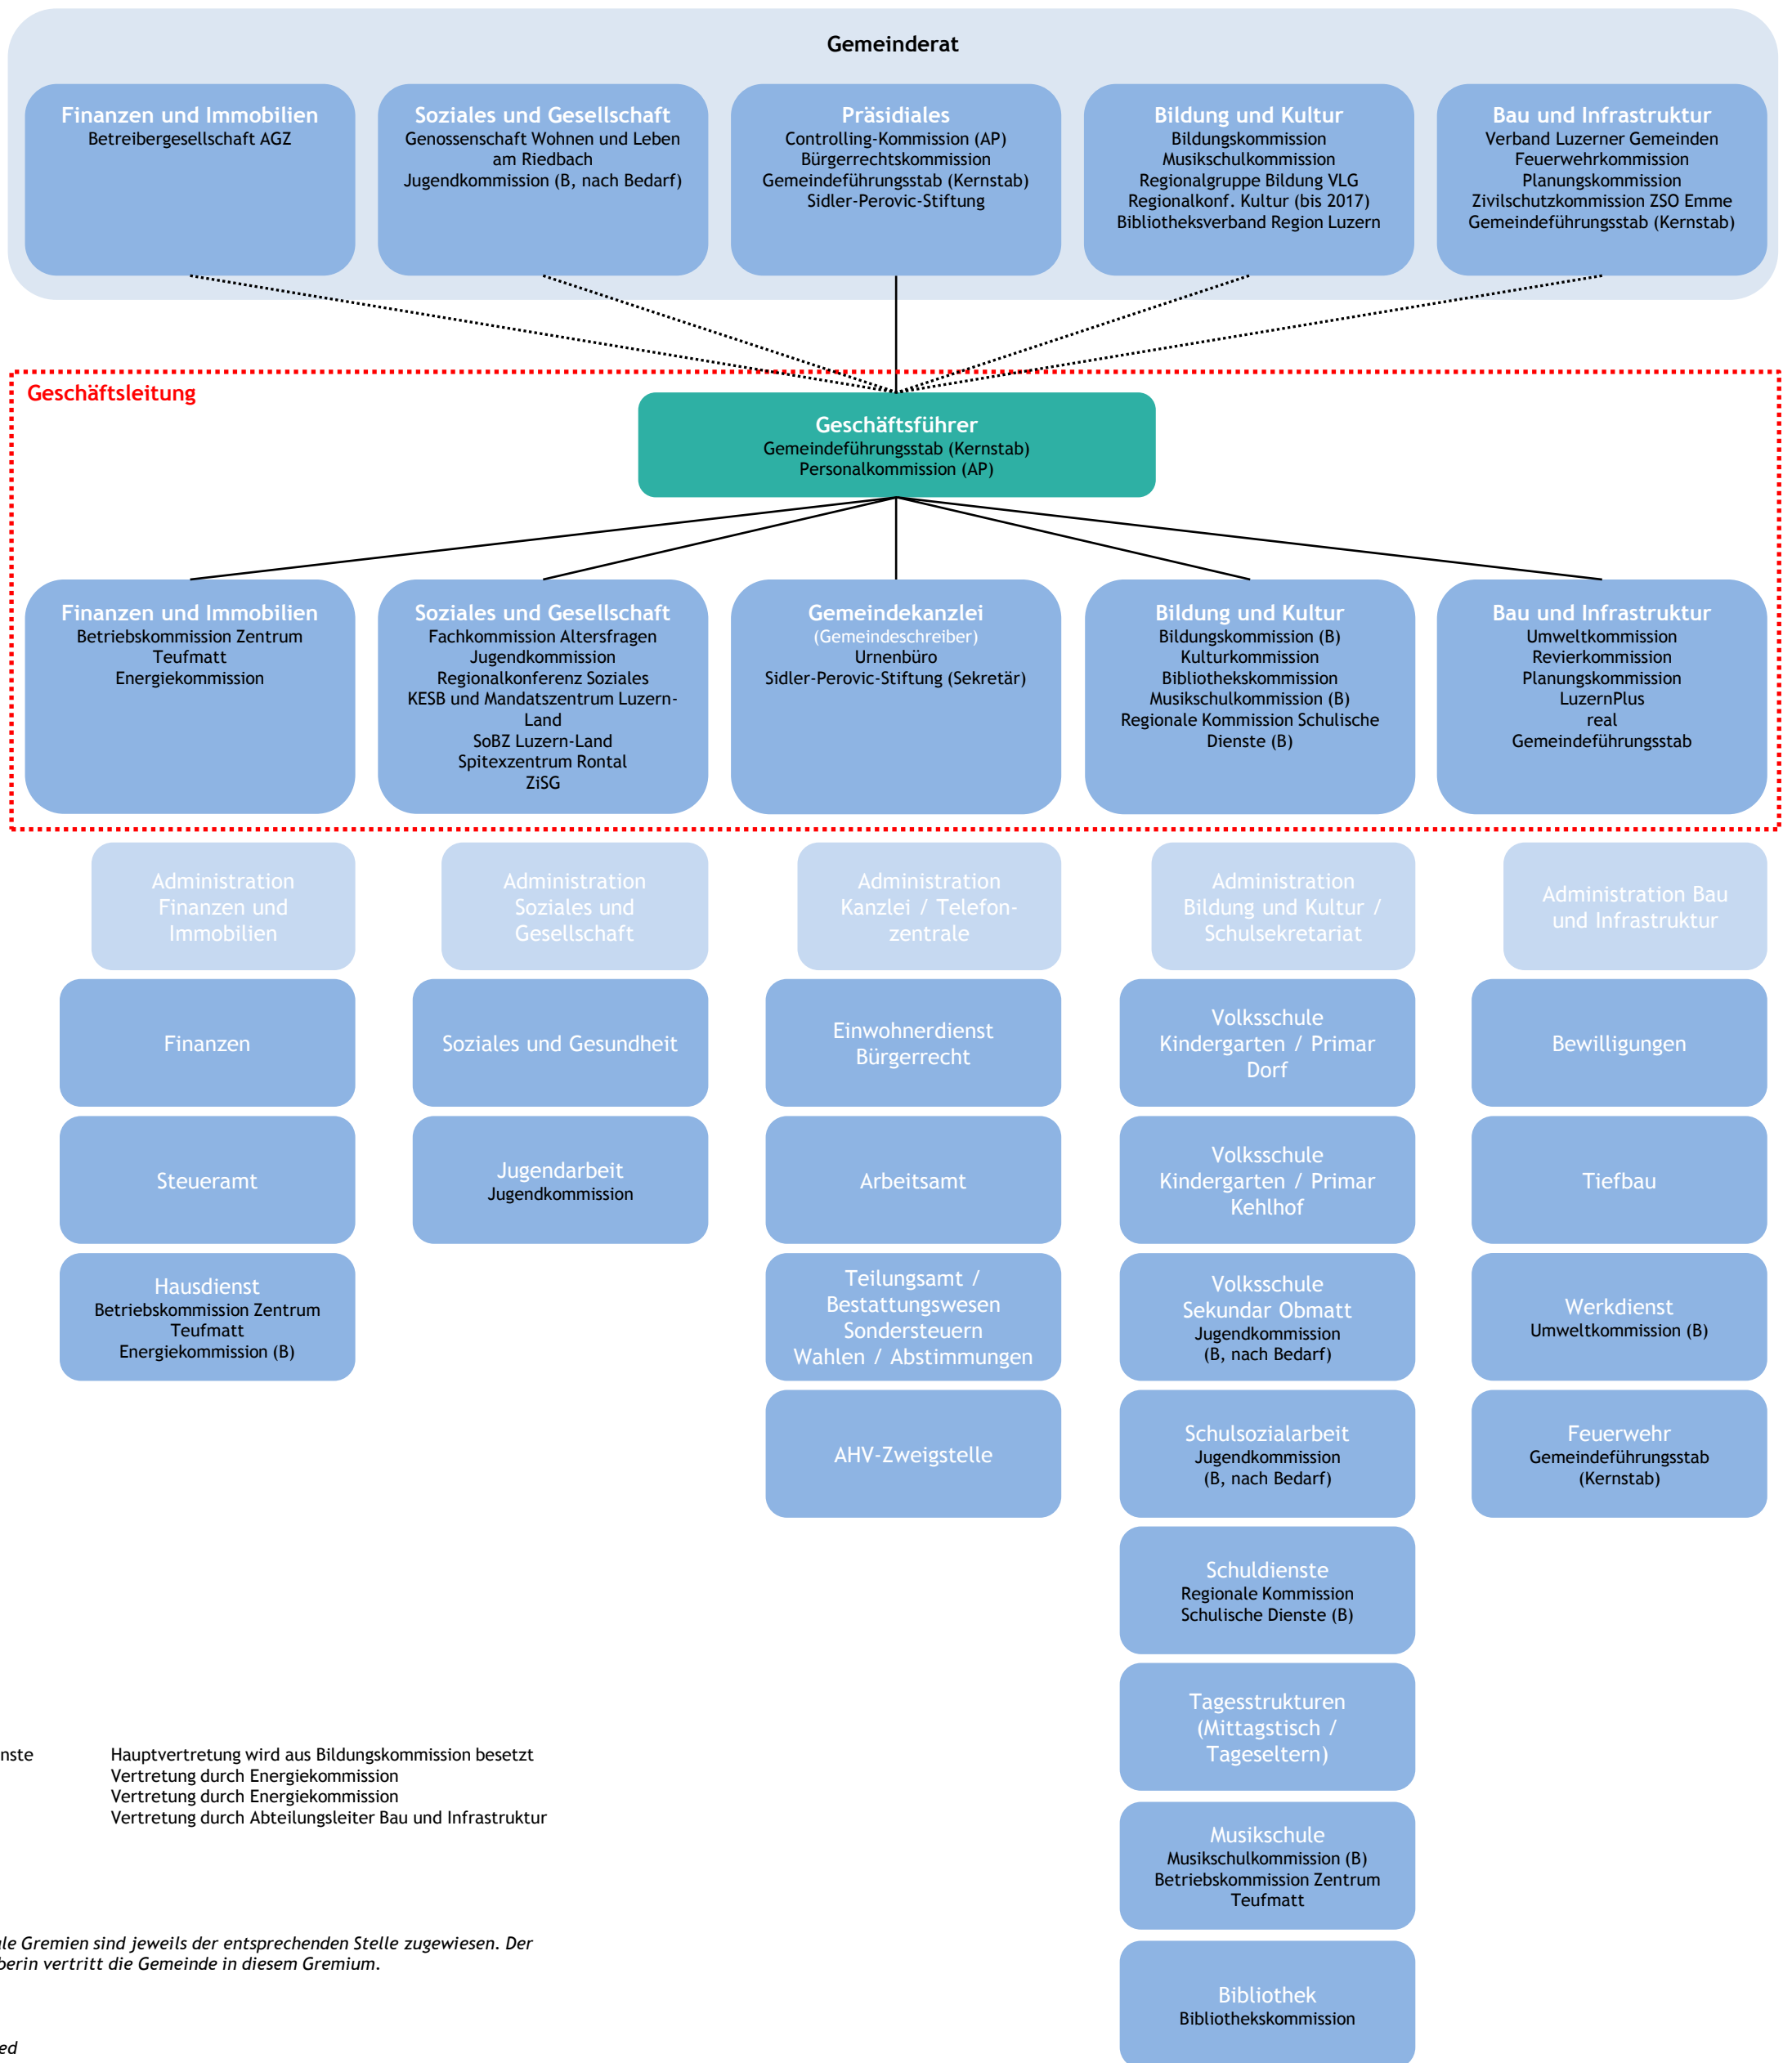 Gemeinderat
Finanzen und Immobilien
Betreibergesellschaft AGZ
Soziales und Gesellschaft
Genossenschaft Wohnen und Leben
am Riedbach
Jugendkommission (B, nach Bedarf)
Präsidiales
Controlling-Kommission (AP)
Bürgerrechtskommission
Gemeindeführungsstab (Kernstab)
Sidler-Perovic-Stiftung
Bildung und Kultur
Bildungskommission
Musikschulkommission
Regionalgruppe Bildung VLG
Regionalkonf. Kultur (bis 2017)
Bibliotheksverband Region Luzern
Bau und Infrastruktur
Verband Luzerner Gemeinden
Feuerwehrkommission
Planungskommission
Zivilschutzkommission ZSO Emme
Gemeindeführungsstab (Kernstab)
Geschäftsleitung
Geschäftsführer
Gemeindeführungsstab (Kernstab)
Personalkommission (AP)
Finanzen und Immobilien
Betriebskommission Zentrum
Teufmatt
Energiekommission
Soziales und Gesellschaft
Fachkommission Altersfragen
Jugendkommission
Regionalkonferenz Soziales
KESB und Mandatszentrum Luzern-
Land
SoBZ Luzern-Land
Spitexzentrum Rontal
ZiSG
Gemeindekanzlei
(Gemeindeschreiber)
Urnenbüro
Sidler-Perovic-Stiftung (Sekretär)
Bildung und Kultur
Bildungskommission (B)
Kulturkommission
Bibliothekskommission
Musikschulkommission (B)
Regionale Kommission Schulische
Dienste (B)
Bau und Infrastruktur
Umweltkommission
Revierkommission
Planungskommission
LuzernPlus
real
Gemeindeführungsstab
Administration
Finanzen und
Immobilien
Administration
Soziales und
Gesellschaft
Administration
Kanzlei / Telefon-
zentrale
Administration
Bildung und Kultur /
Schulsekretariat
Administration Bau
und Infrastruktur
Finanzen
Soziales und Gesundheit
Einwohnerdienst
Bürgerrecht
Volksschule
Kindergarten / Primar
Dorf
Bewilligungen
Steueramt
Jugendarbeit
Jugendkommission
Arbeitsamt
Volksschule
Kindergarten / Primar
Kehlhof
Tiefbau
Hausdienst
Betriebskommission Zentrum
Teufmatt
Energiekommission (B)
Teilungsamt /
Bestattungswesen
Sondersteuern
Wahlen / Abstimmungen
Volksschule
Sekundar Obmatt
Jugendkommission
(B, nach Bedarf)
Werkdienst
Umweltkommission (B)
AHV-Zweigstelle
Schulsozialarbeit
Jugendkommission
(B, nach Bedarf)
Feuerwehr
Gemeindeführungsstab
(Kernstab)
Schuldienste
Regionale Kommission
Schulische Dienste (B)
Tagesstrukturen
(Mittagstisch /
Tageseltern)
nste Hauptvertretung wird aus Bildungskommission besetzt
Vertretung durch Energiekommission
Vertretung durch Energiekommission
Vertretung durch Abteilungsleiter Bau und Infrastruktur
Musikschule
Musikschulkommission (B)
Betriebskommission Zentrum
Teufmatt
ale Gremien sind jeweils der entsprechenden Stelle zugewiesen. Der
berin vertritt die Gemeinde in diesem Gremium.
Bibliothek
Bibliothekskommission
ed